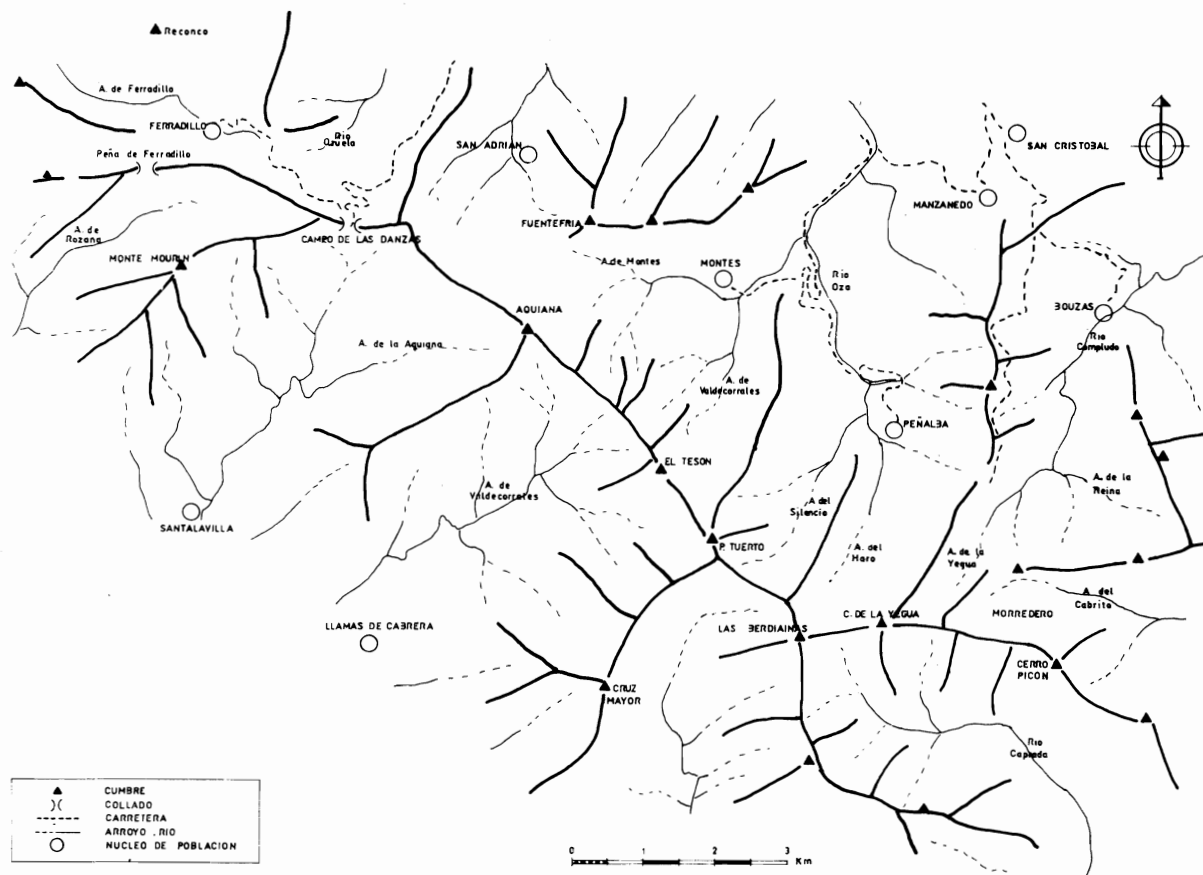 Reconco
A. de Ferradillo
FERRADILLO
Rio
Ozuela
SAN ADRIAN
SAN CRISTOBAL
Peña de Ferradillo
MANZANEDO
FUENTEFRIA
A. de
Rozana
CAMPO DE LAS DANZAS
MONTE MOURIN
A. de Montes
MONTES
Rio
Oza
BOUZAS
AQUIANA
Rio
Compludo
A. de la Aquiana
A. de
Valdecorrales
PEÑALBA
EL TESON
A. de
Valdecorrales
A. de la
Reina
A del
Silencio
SANTALAVILLA
P. TUERTO
A. del
Haro
A. de la
Yegua
A. del
Cabrito
LLAMAS DE CABRERA
LAS BERDIAINAS
C. DE LA YEGUA
MORREDERO
CERRO
PICON
CRUZ
MAYOR
Rio
Caprada
CUMBRE
COLLADO
CARRETERA
ARROYO , RIO
NUCLEO DE POBLACION
0 1 2 3 Km